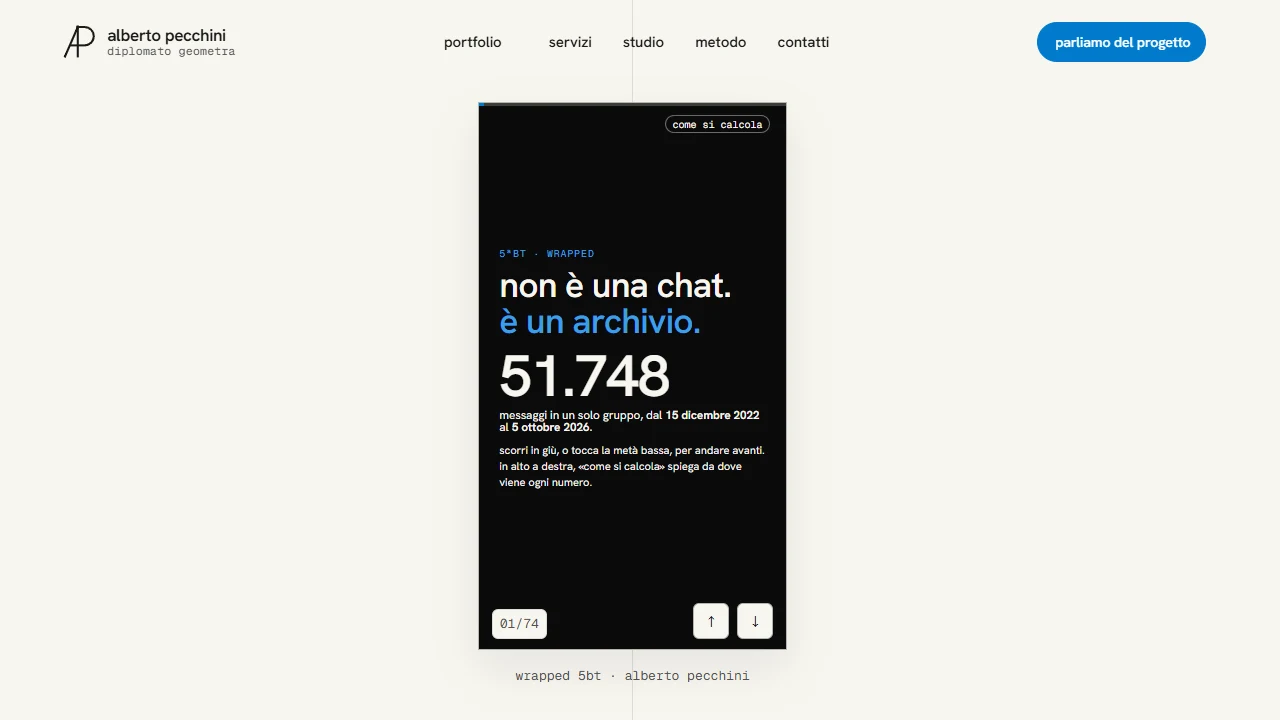 alberto pecchini
diplomato geometra
portfolio
servizi
studio
metodo
contatti
parliamo del progetto
come si calcola
5ªBT · WRAPPED
non è una chat.
è un archivio.
51.748
messaggi in un solo gruppo, dal 15 dicembre 2022
al 5 ottobre 2026.
scorri in giù, o tocca la metà bassa, per andare avanti.
in alto a destra, «come si calcola» spiega da dove
viene ogni numero.
01/74
↑ ↓
wrapped 5bt · alberto pecchini